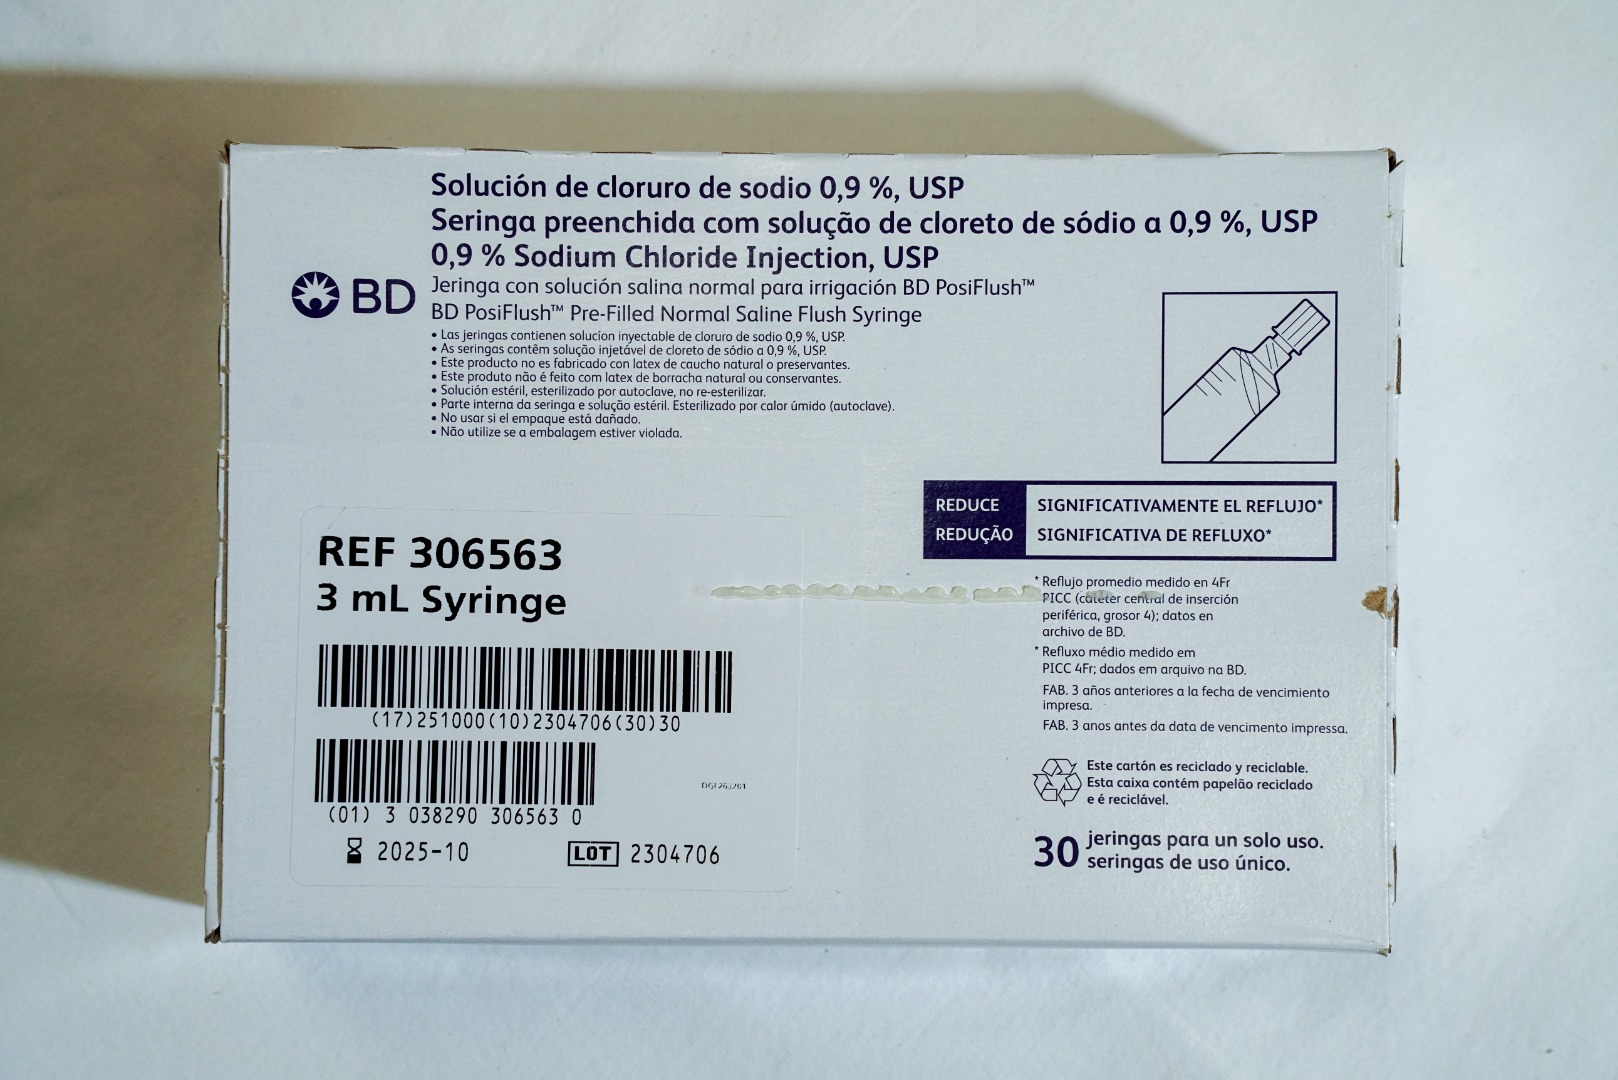 Solución de cloruro de sodio 0,9 %, USP
Seringa preenchida com solução de cloreto de sódio a 0,9 %, USP
0,9 % Sodium Chloride Injection, USP
BD
Jeringa con solución salina normal para irrigación BD PosiFlush™
BD PosiFlush™ Pre-Filled Normal Saline Flush Syringe
• Las jeringas contienen solucíon inyectable de cloruro de sodio 0,9 %, USP.
• As seringas contêm solução injetável de cloreto de sódio a 0,9 %, USP.
• Este producto no es fabricado con latex de caucho natural o preservantes.
• Este produto não é feito com latex de borracha natural ou conservantes.
• Solución estéril, esterilizado por autoclave, no re-esterilizar.
• Parte interna da seringa e solução estéril. Esterilizado por calor úmido (autoclave).
• No usar si el empaque está dañado.
• Não utilize se a embalagem estiver violada.
REDUCE SIGNIFICATIVAMENTE EL REFLUJO*
REDUÇÃO SIGNIFICATIVA DE REFLUXO*
REF 306563
3 mL Syringe
(17)251000(10)2304706(30)30
(01) 3 038290 306563 0
2025-10
LOT 2304706
* Reflujo promedio medido en 4Fr
PICC (catéter central de inserción
periférica, grosor 4); datos en
archivo de BD.
* Refluxo médio medido em
PICC 4Fr; dados em arquivo na BD.
FAB. 3 años anteriores a la fecha de vencimiento
impresa.
FAB. 3 anos antes da data de vencimento impressa.
Este cartón es reciclado y reciclable.
Esta caixa contém papelão reciclado
e é reciclável.
30 jeringas para un solo uso.
seringas de uso único.